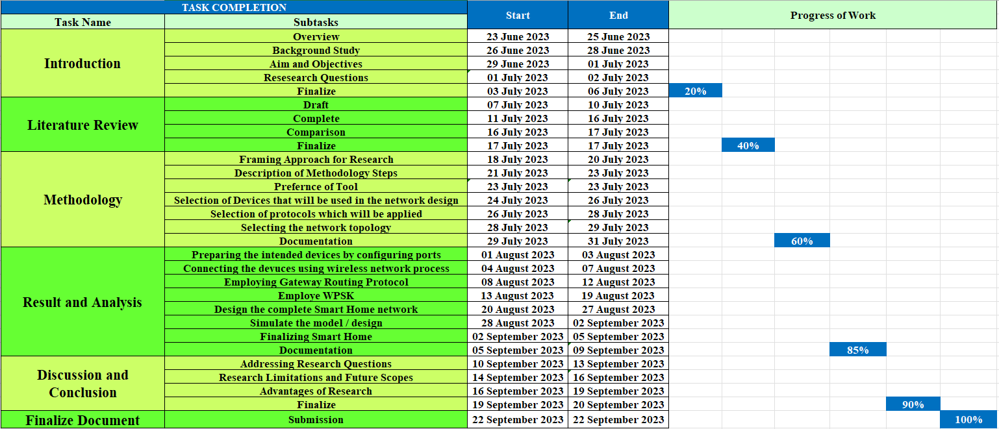 TASK COMPLETION Start End Progress of Work
Task Name Subtasks
Introduction
Overview 23 June 2023 25 June 2023
Background Study 26 June 2023 28 June 2023
Aim and Objectives 29 June 2023 01 July 2023
Resesearch Questions 01 July 2023 02 July 2023
Finalize 03 July 2023 06 July 2023 20%
Literature Review
Draft 07 July 2023 10 July 2023
Complete 11 July 2023 16 July 2023
Comparison 16 July 2023 17 July 2023
Finalize 17 July 2023 17 July 2023 40%
Methodology
Framing Approach for Research 18 July 2023 20 July 2023
Description of Methodology Steps 21 July 2023 23 July 2023
Prefernce of Tool 23 July 2023 23 July 2023
Selection of Devices that will be used in the network design 24 July 2023 26 July 2023
Selection of protocols which will be applied 26 July 2023 28 July 2023
Selecting the network topology 28 July 2023 29 July 2023
Documentation 29 July 2023 31 July 2023 60%
Result and Analysis
Preparing the intended devices by configuring ports 01 August 2023 03 August 2023
Connecting the devuces using wireless network process 04 August 2023 07 August 2023
Employing Gateway Routing Protocol 08 August 2023 12 August 2023
Employe WPSK 13 August 2023 19 August 2023
Design the complete Smart Home network 20 August 2023 27 August 2023
Simulate the model / design 28 August 2023 02 September 2023
Finalizing Smart Home 02 September 2023 05 September 2023
Documentation 05 September 2023 09 September 2023 85%
Discussion and
Conclusion
Addressing Research Questions 10 September 2023 13 September 2023
Research Limitations and Future Scopes 14 September 2023 16 September 2023
Advantages of Research 16 September 2023 19 September 2023
Finalize 19 September 2023 20 September 2023 90%
Finalize Document Submission 22 September 2023 22 September 2023 100%